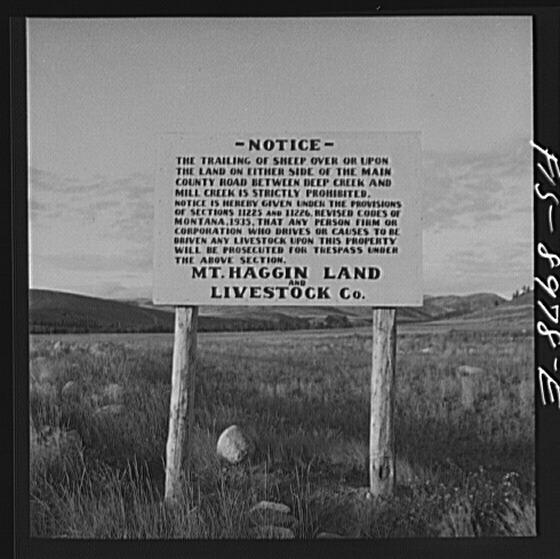 -NOTICE-
THE TRAILING OF SHEEP OVER OR UPON
THE LAND ON EITHER SIDE OF THE MAIN
COUNTY ROAD BETWEEN DEEP CREEK AND
MILL CREEK IS STRICTLY PROHIBITED.
NOTICE IS HEREBY GIVEN UNDER THE PROVISIONS
OF SECTIONS 11225 AND 11226, REVISED CODES OF
MONTANA, 1935, THAT ANY PERSON FIRM OR
CORPORATION WHO DRIVES OR CAUSES TO BE
DRIVEN ANY LIVESTOCK UPON THIS PROPERTY
WILL BE PROSECUTED FOR TRESPASS UNDER
THE ABOVE SECTION.
MT. HAGGIN LAND
AND
LIVESTOCK CO.